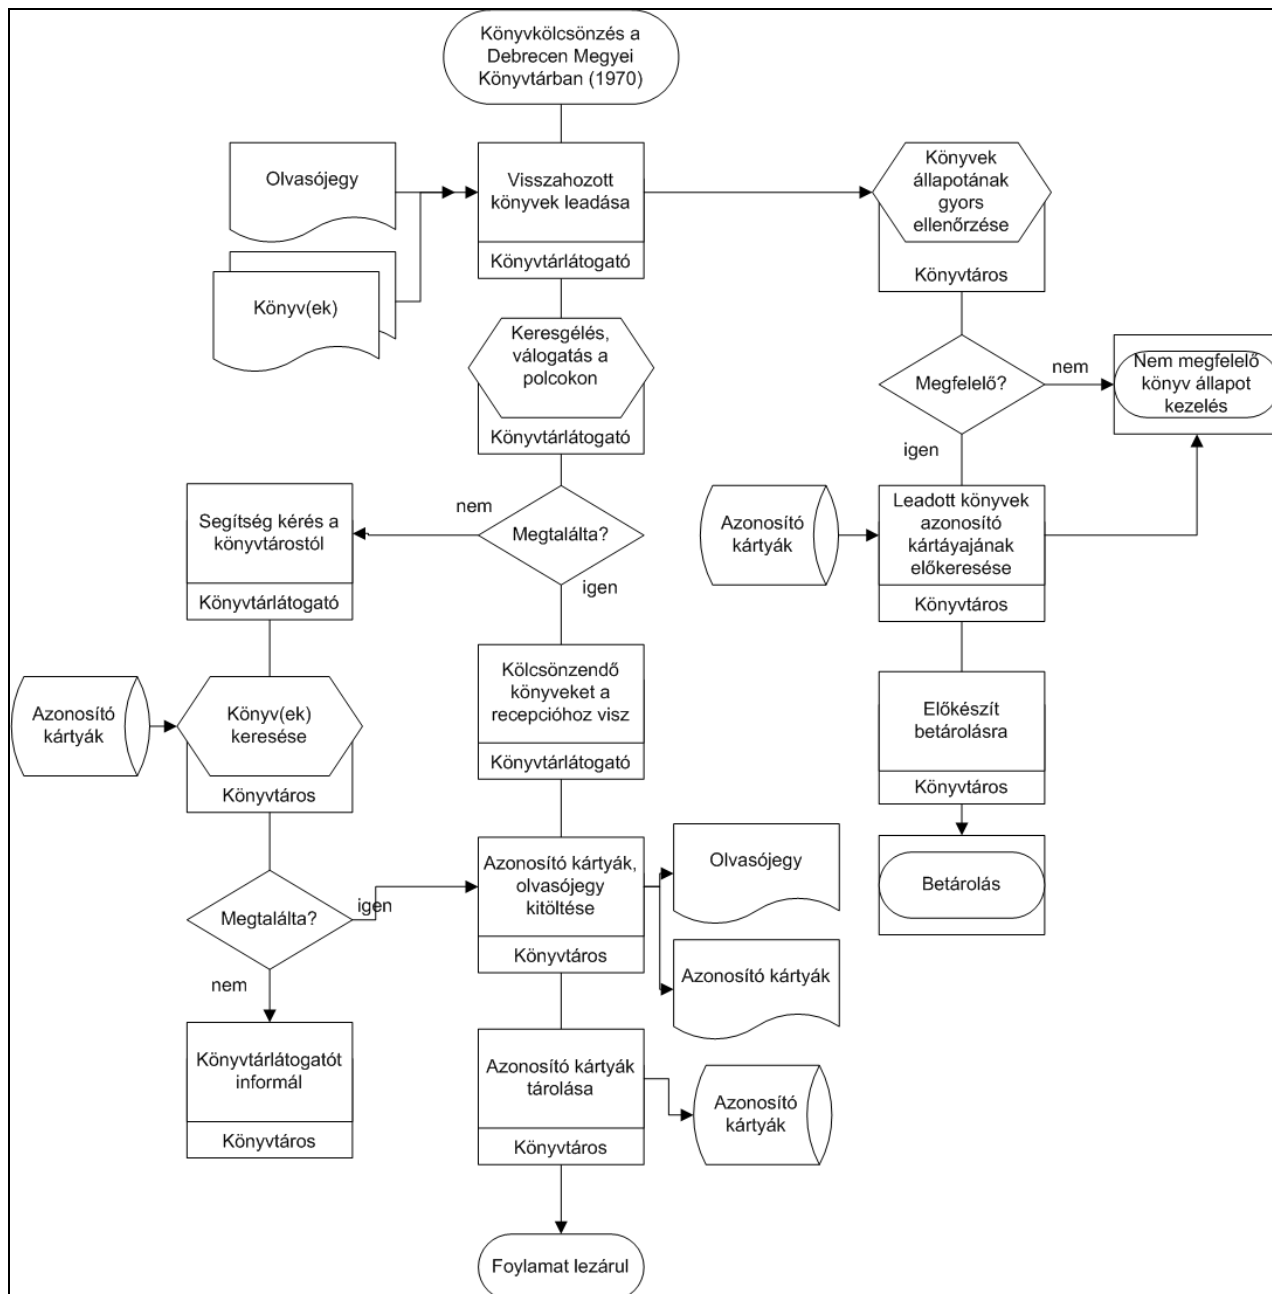 Könyvkölcsönzés a
Debrecen Megyei
Könyvtárban (1970)
Olvasójegy
Visszahozott
könyvek leadása
Könyvtárlátogató
Könyvek
állapotának
gyors
ellenőrzése
Könyvtáros
Könyv(ek)
Keresgélés,
válogatás a
polcokon
Könyvtárlátogató
Megfelelő?
nem
Nem megfelelő
könyv állapot
kezelés
igen
Segítség kérés a
könyvtárostól
Könyvtárlátogató
nem
Megtalálta?
igen
Azonosító
kártyák
Leadott könyvek
azonosító
kártáyajának
előkeresése
Könyvtáros
Azonosító
kártyák
Könyv(ek)
keresése
Könyvtáros
Kölcsönzendő
könyveket a
recepcióhoz visz
Könyvtárlátogató
Előkészít
betárolásra
Könyvtáros
Megtalálta?
igen
nem
Azonosító kártyák,
olvasójegy
kitöltése
Könyvtáros
Olvasójegy
Azonosító kártyák
Betárolás
Könyvtárlátogatót
informál
Könyvtáros
Azonosító kártyák
tárolása
Könyvtáros
Azonosító
kártyák
Foylamat lezárul